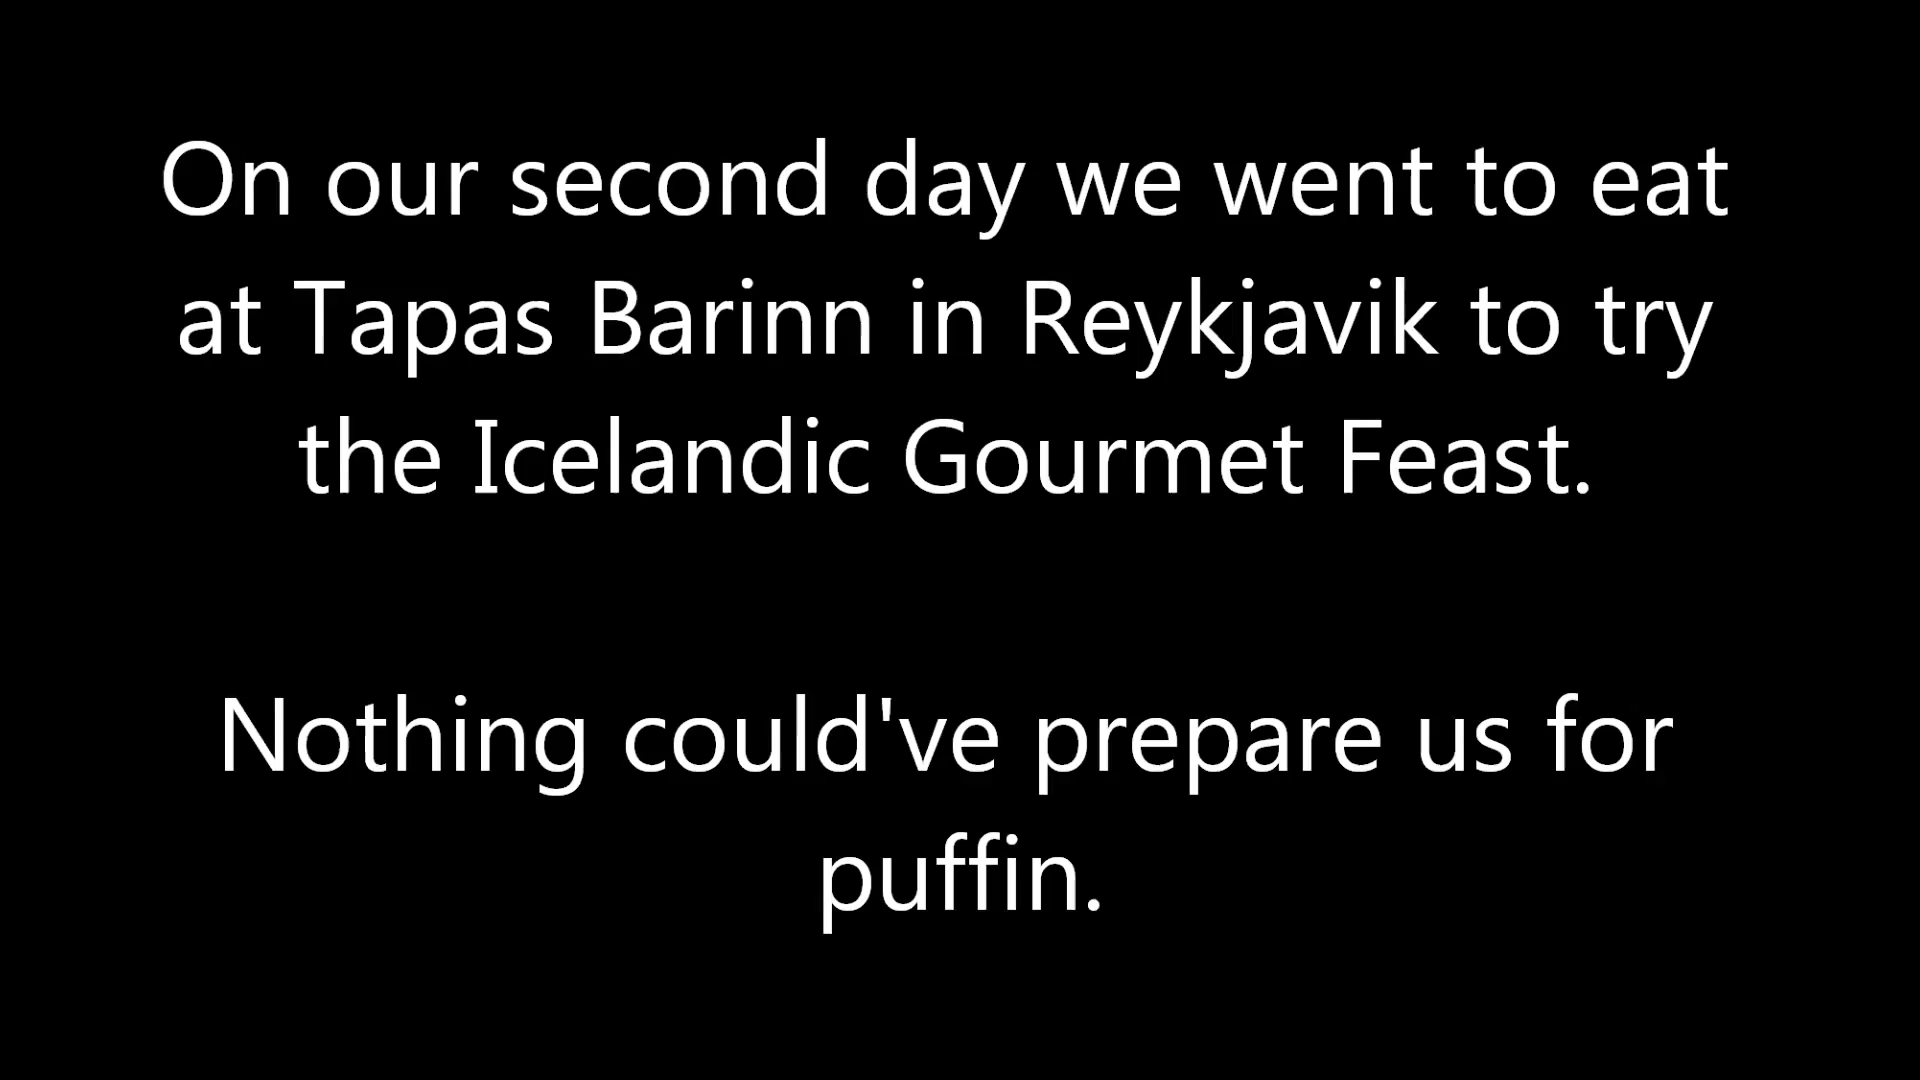 On our second day we went to eat
at Tapas Barinn in Reykjavik to try
the Icelandic Gourmet Feast.
Nothing could've prepare us for
puffin.